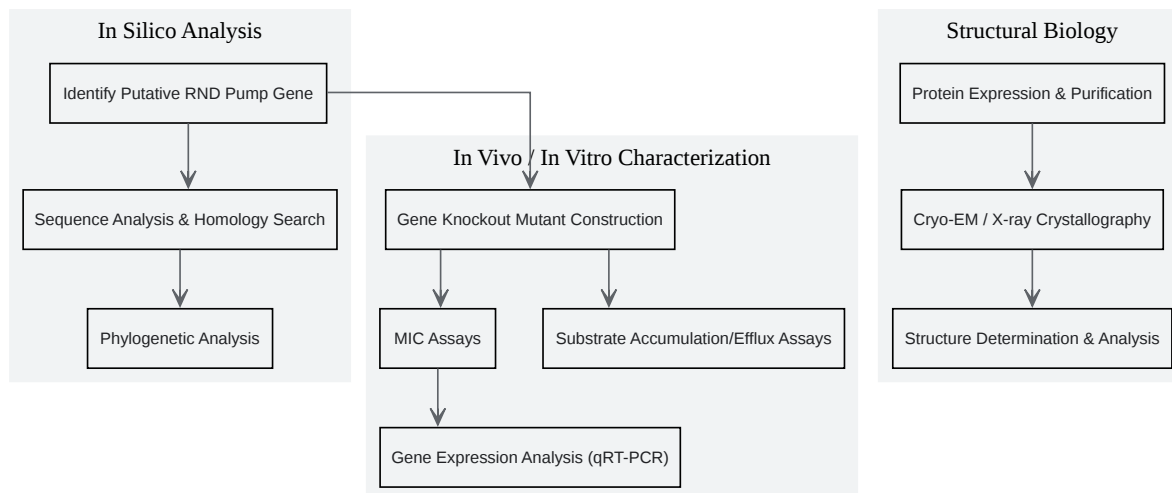 In Silico Analysis
Identify Putative RND Pump Gene
Sequence Analysis & Homology Search
Phylogenetic Analysis
In Vivo / In Vitro Characterization
Gene Knockout Mutant Construction
MIC Assays
Substrate Accumulation/Efflux Assays
Gene Expression Analysis (qRT-PCR)
Structural Biology
Protein Expression & Purification
Cryo-EM / X-ray Crystallography
Structure Determination & Analysis